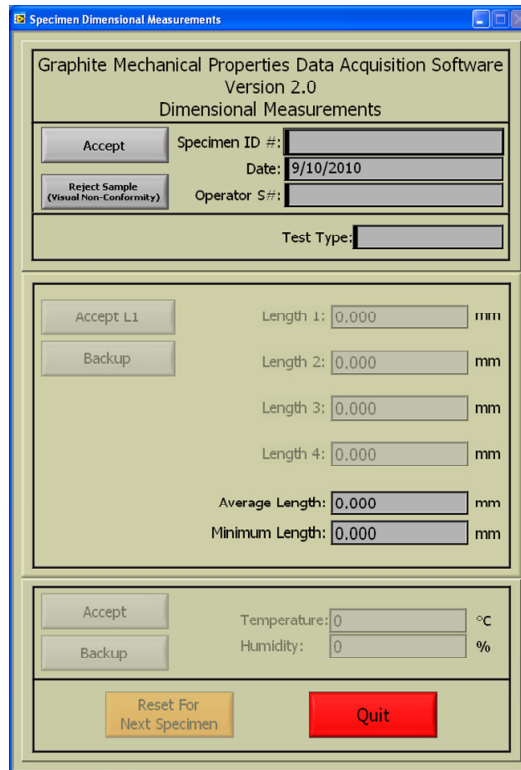 Specimen Dimensional Measurements
Graphite Mechanical Properties Data Acquisition Software
Version 2.0
Dimensional Measurements
Accept
Specimen ID #:
Date: 9/10/2010
Reject Sample
(Visual Non-Conformity)
Operator S#:
Test Type:
Accept L1
Length 1: 0.000 mm
Backup
Length 2: 0.000 mm
Length 3: 0.000 mm
Length 4: 0.000 mm
Average Length: 0.000 mm
Minimum Length: 0.000 mm
Accept
Temperature: 0 °C
Backup
Humidity: 0 %
Reset For
Next Specimen
Quit